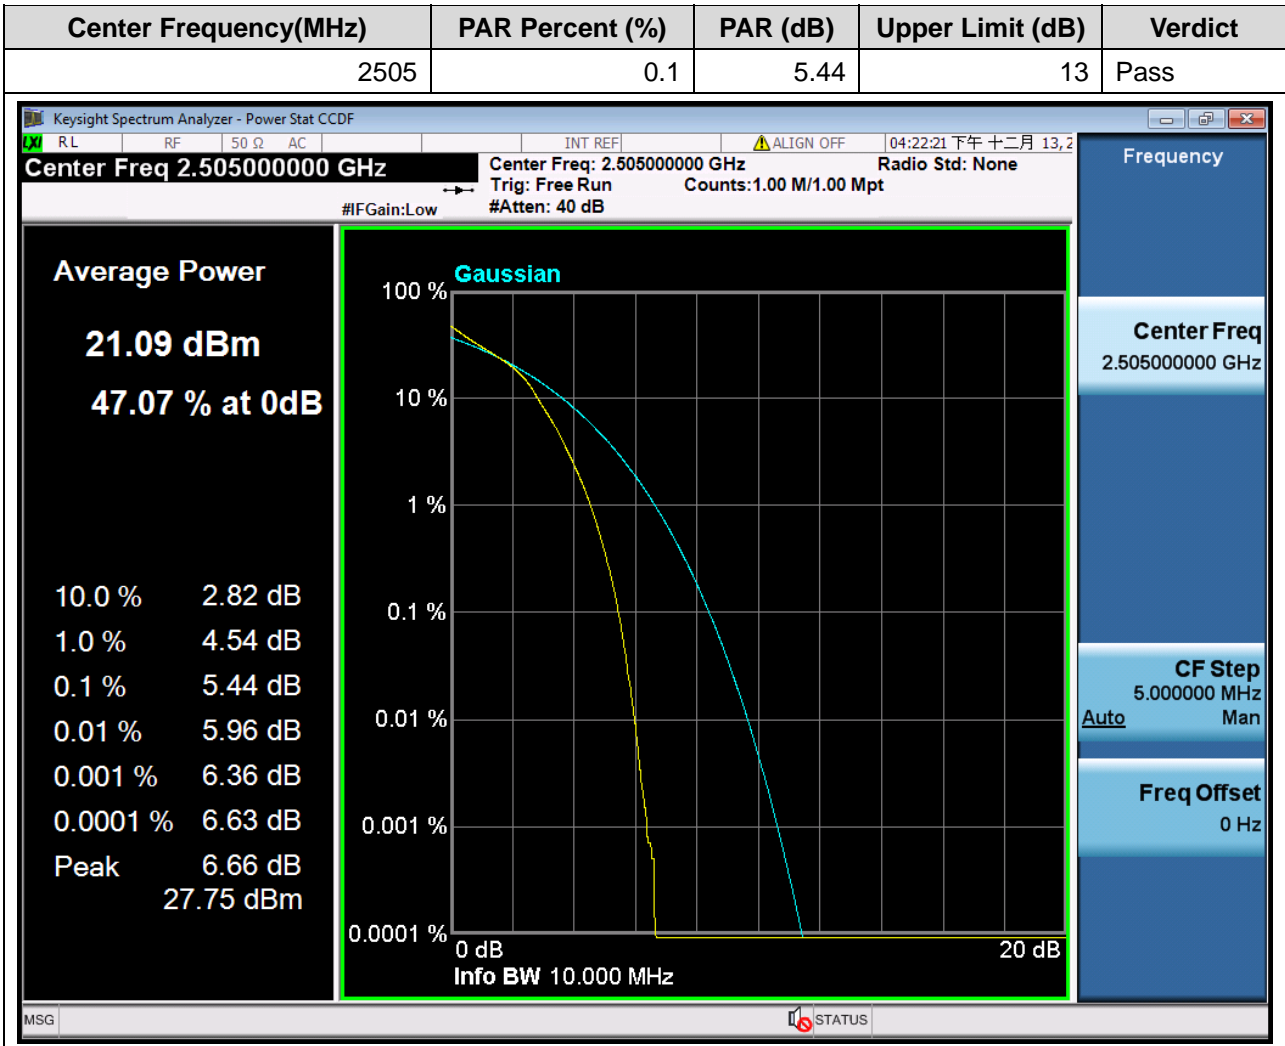 Center Frequency(MHz) PAR Percent (%) PAR (dB) Upper Limit (dB) Verdict
2505 0.1 5.44 13 Pass
Keysight Spectrum Analyzer - Power Stat CCDF
LXI RL RF 50 Ω AC INT REF ALIGN OFF 04:22:21 下午 十二月 13, 2
Center Freq 2.505000000 GHz
#IFGain:Low
Center Freq: 2.505000000 GHz Radio Std: None
Trig: Free Run Counts:1.00 M/1.00 Mpt
#Atten: 40 dB
Average Power
21.09 dBm
47.07 % at 0dB
10.0 % 2.82 dB
1.0 % 4.54 dB
0.1 % 5.44 dB
0.01 % 5.96 dB
0.001 % 6.36 dB
0.0001 % 6.63 dB
Peak 6.66 dB
27.75 dBm
Gaussian
100 %
10 %
1 %
0.1 %
0.01 %
0.001 %
0.0001 %
0 dB 20 dB
Info BW 10.000 MHz
Frequency
Center Freq
2.505000000 GHz
CF Step
5.000000 MHz
Auto Man
Freq Offset
0 Hz
MSG STATUS